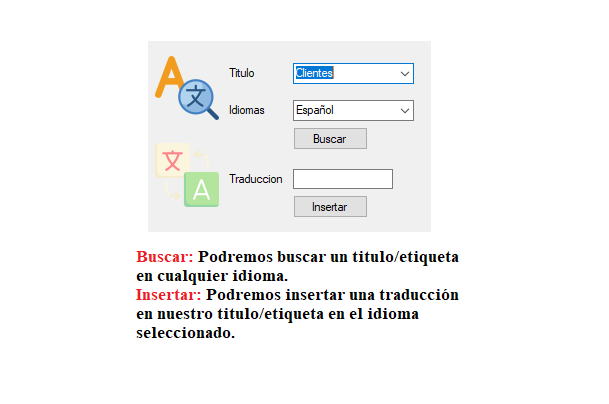 A 文
Titulo Clientes
Idiomas Español
Buscar
文 A
Traduccion
Insertar
Buscar: Podremos buscar un titulo/etiqueta
en cualquier idioma.
Insertar: Podremos insertar una traducción
en nuestro titulo/etiqueta en el idioma
seleccionado.